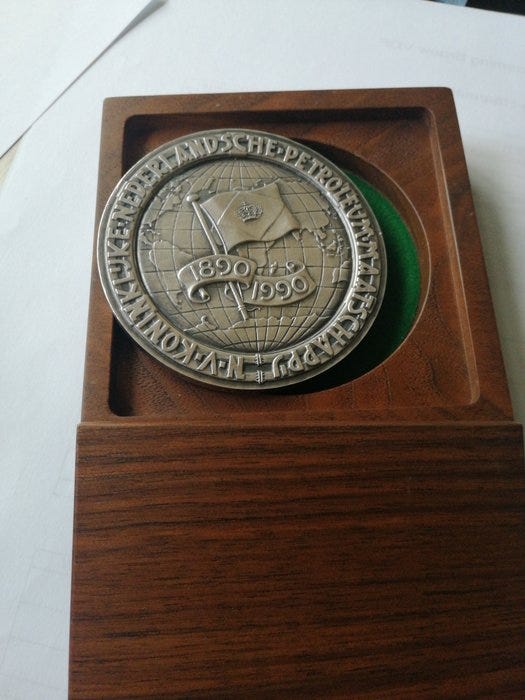 N.V. KONINKLIJKE·NEDERLANDSCHE·PETROLEUM·MAATSCHAPPIJ
1890
1990